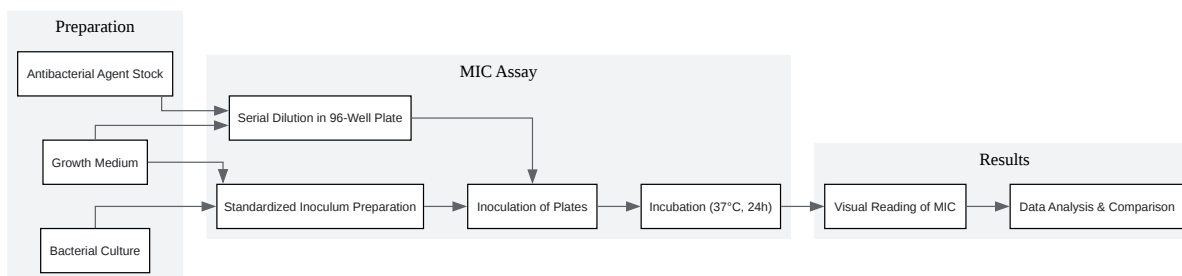 Preparation
Antibacterial Agent Stock
Growth Medium
Bacterial Culture
MIC Assay
Serial Dilution in 96-Well Plate
Standardized Inoculum Preparation
Inoculation of Plates
Incubation (37°C, 24h)
Results
Visual Reading of MIC
Data Analysis & Comparison